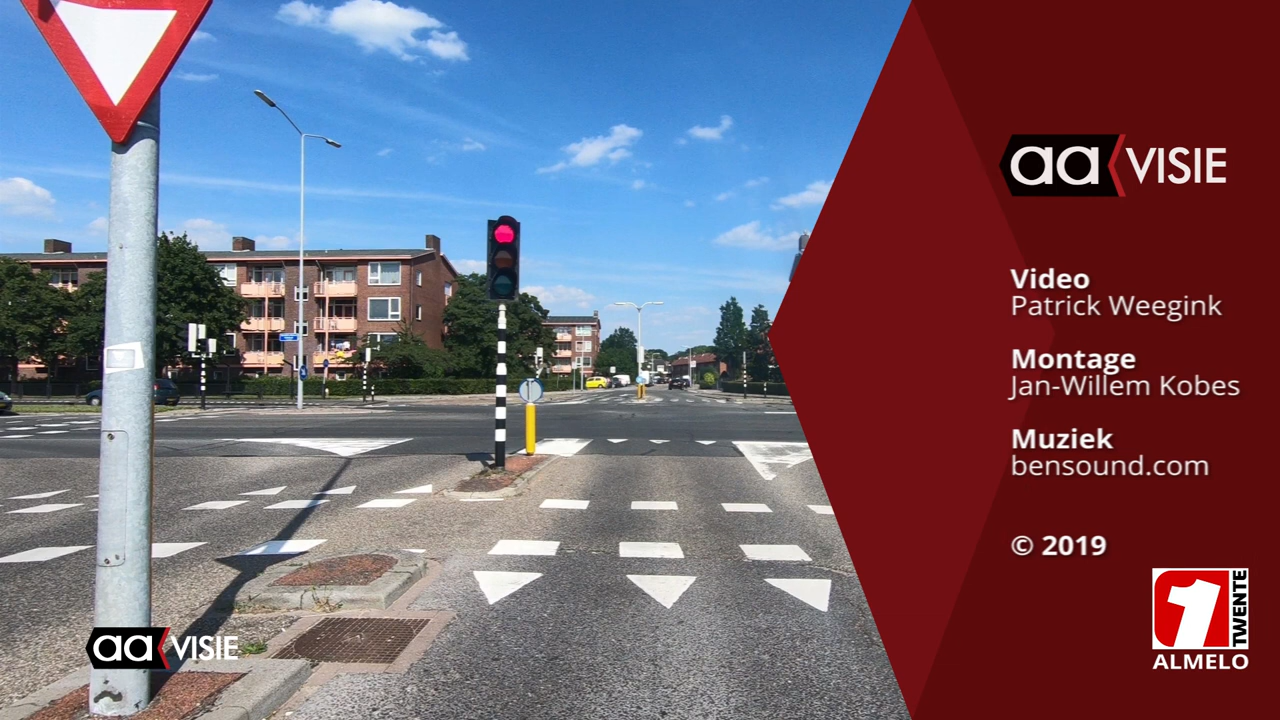 aa VISIE
Video
Patrick Weegink
Montage
Jan-Willem Kobes
Muziek
bensound.com
© 2019
1 TWENTE
ALMELO
aa VISIE